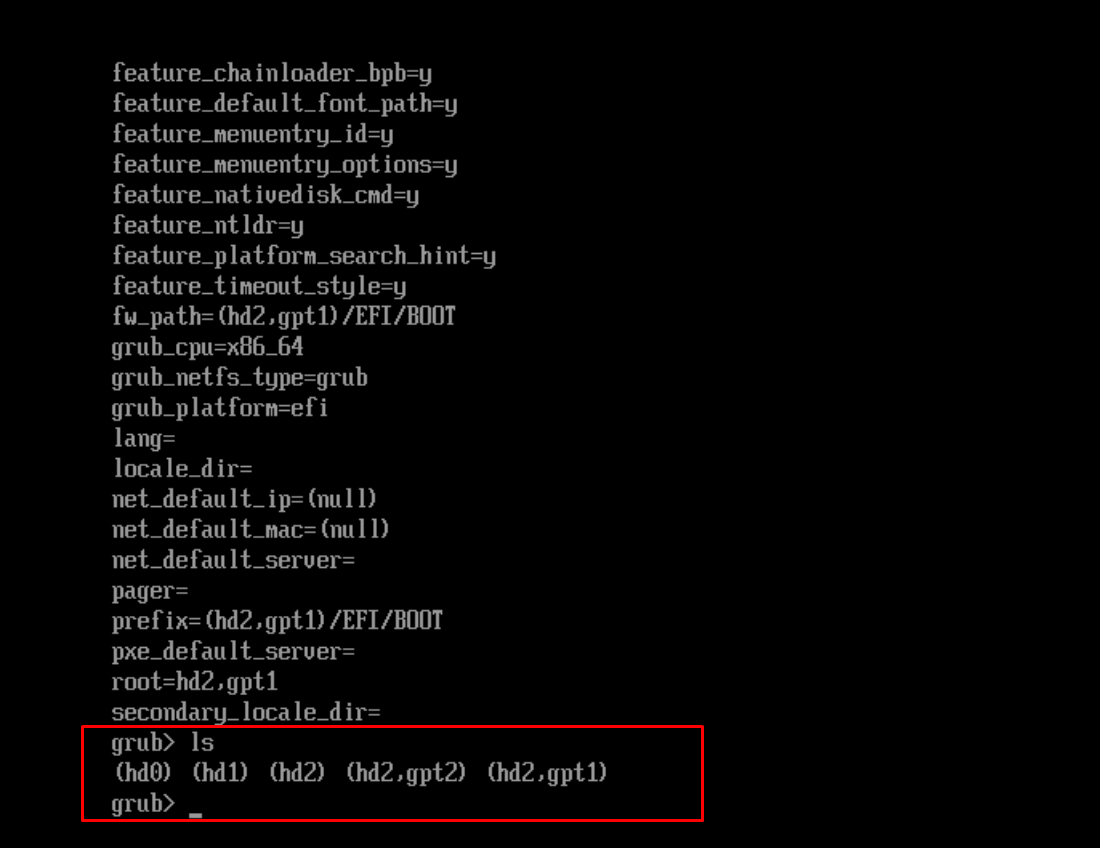 feature_chainloader_bpb=y
feature_default_font_path=y
feature_menuentry_id=y
feature_menuentry_options=y
feature_nativedisk_cmd=y
feature_ntldr=y
feature_platform_search_hint=y
feature_timeout_style=y
fw_path=(hd2,gpt1)/EFI/BOOT
grub_cpu=x86_64
grub_netfs_type=grub
grub_platform=efi
lang=
locale_dir=
net_default_ip=(null)
net_default_mac=(null)
net_default_server=
pager=
prefix=(hd2,gpt1)/EFI/BOOT
pxe_default_server=
root=hd2,gpt1
secondary_locale_dir=
grub> ls
(hd0) (hd1) (hd2) (hd2,gpt2) (hd2,gpt1)
grub> _